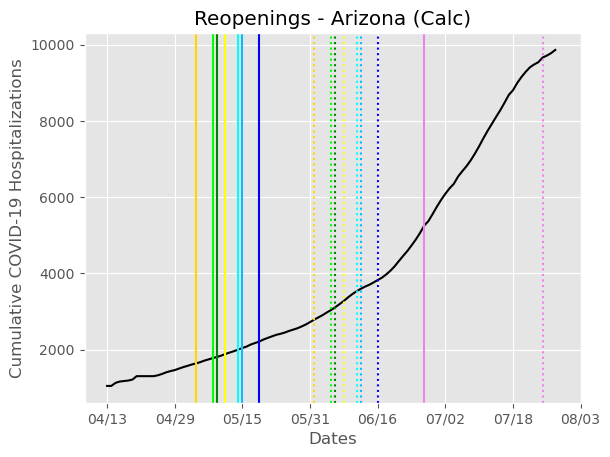 Reopenings - Arizona (Calc)
Cumulative COVID-19 Hospitalizations
10000
8000
6000
4000
2000
04/13 04/29 05/15 05/31 06/16 07/02 07/18 08/03
Dates